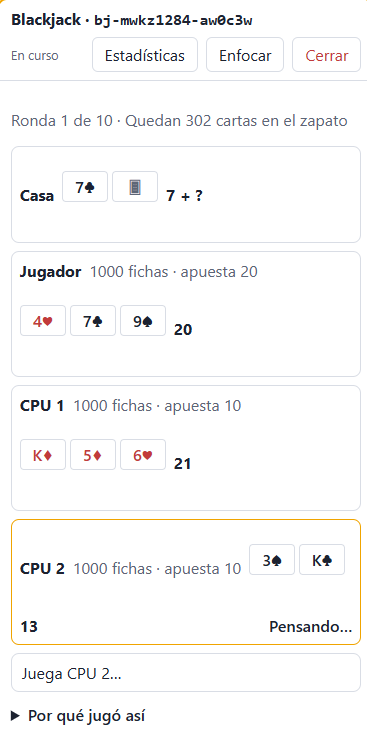 Blackjack · bj-mwkz1284-aw0c3w
En curso Estadísticas Enfocar Cerrar
Ronda 1 de 10 · Quedan 302 cartas en el zapato
Casa 7♣ 🂠 7 + ?
Jugador 1000 fichas · apuesta 20
4♥ 7♣ 9♠ 20
CPU 1 1000 fichas · apuesta 10
K♦ 5♦ 6♥ 21
CPU 2 1000 fichas · apuesta 10 3♠ K♣
13 Pensando...
Juega CPU 2...
▶ Por qué jugó así